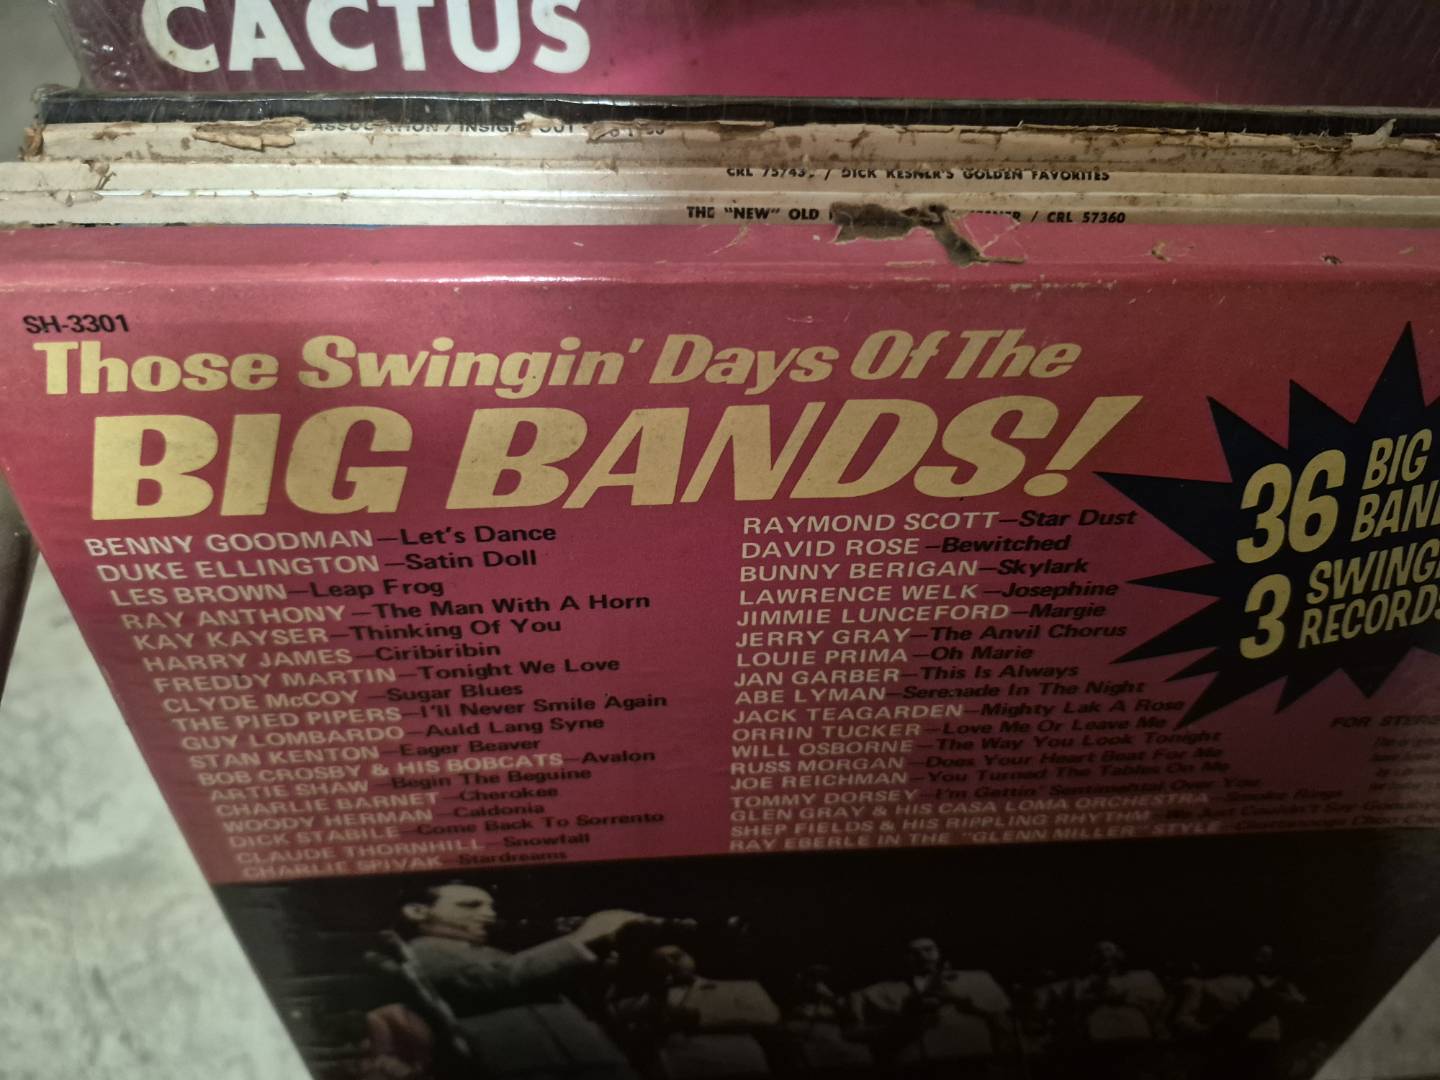 CACTUS
ASSOCIATION / INSIGHT OUT
CRL 75743 / DICK KESNER'S GOLDEN FAVORITES
THE "NEW" OLD / CRL 57360
SH-3301
Those Swingin' Days Of The
BIG BANDS!
BENNY GOODMAN—Let's Dance
DUKE ELLINGTON—Satin Doll
LES BROWN—Leap Frog
RAY ANTHONY—The Man With A Horn
KAY KAYSER—Thinking Of You
HARRY JAMES—Ciribiribin
FREDDY MARTIN—Tonight We Love
CLYDE McCOY—Sugar Blues
THE PIED PIPERS—I'll Never Smile Again
GUY LOMBARDO—Auld Lang Syne
STAN KENTON—Eager Beaver
BOB CROSBY & HIS BOBCATS—Avalon
ARTIE SHAW—Begin The Beguine
CHARLIE BARNET—Cherokee
WOODY HERMAN—Caldonia
DICK STABILE—Come Back To Sorrento
CLAUDE THORNHILL—Snowfall
CHARLIE SPIVAK—Stardreams
RAYMOND SCOTT—Star Dust
DAVID ROSE—Bewitched
BUNNY BERIGAN—Skylark
LAWRENCE WELK—Josephine
JIMMIE LUNCEFORD—Margie
JERRY GRAY—The Anvil Chorus
LOUIE PRIMA—Oh Marie
JAN GARBER—This Is Always
ABE LYMAN—Serenade In The Night
JACK TEAGARDEN—Mighty Lak A Rose
ORRIN TUCKER—Love Me Or Leave Me
WILL OSBORNE—The Way You Look Tonight
RUSS MORGAN—Does Your Heart Beat For Me
JOE REICHMAN—You Turned The Tables On Me
TOMMY DORSEY—I'm Gettin' Sentimental Over You
GLEN GRAY & HIS CASA LOMA ORCHESTRA—Smoke Rings
SHEP FIELDS & HIS RIPPLING RHYTHM—
RAY EBERLE IN THE "GLENN MILLER" STYLE—
36 BIG
BAN
3 SWING
RECORDS
FOR STERE